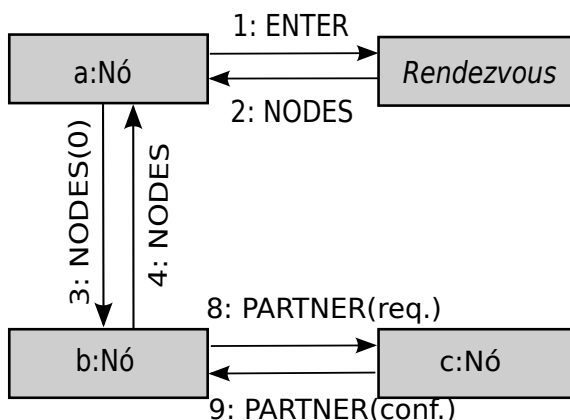 1: ENTER
a:Nó
Rendezvous
2: NODES
3: NODES(0)
4: NODES
8: PARTNER(req.)
b:Nó
c:Nó
9: PARTNER(conf.)